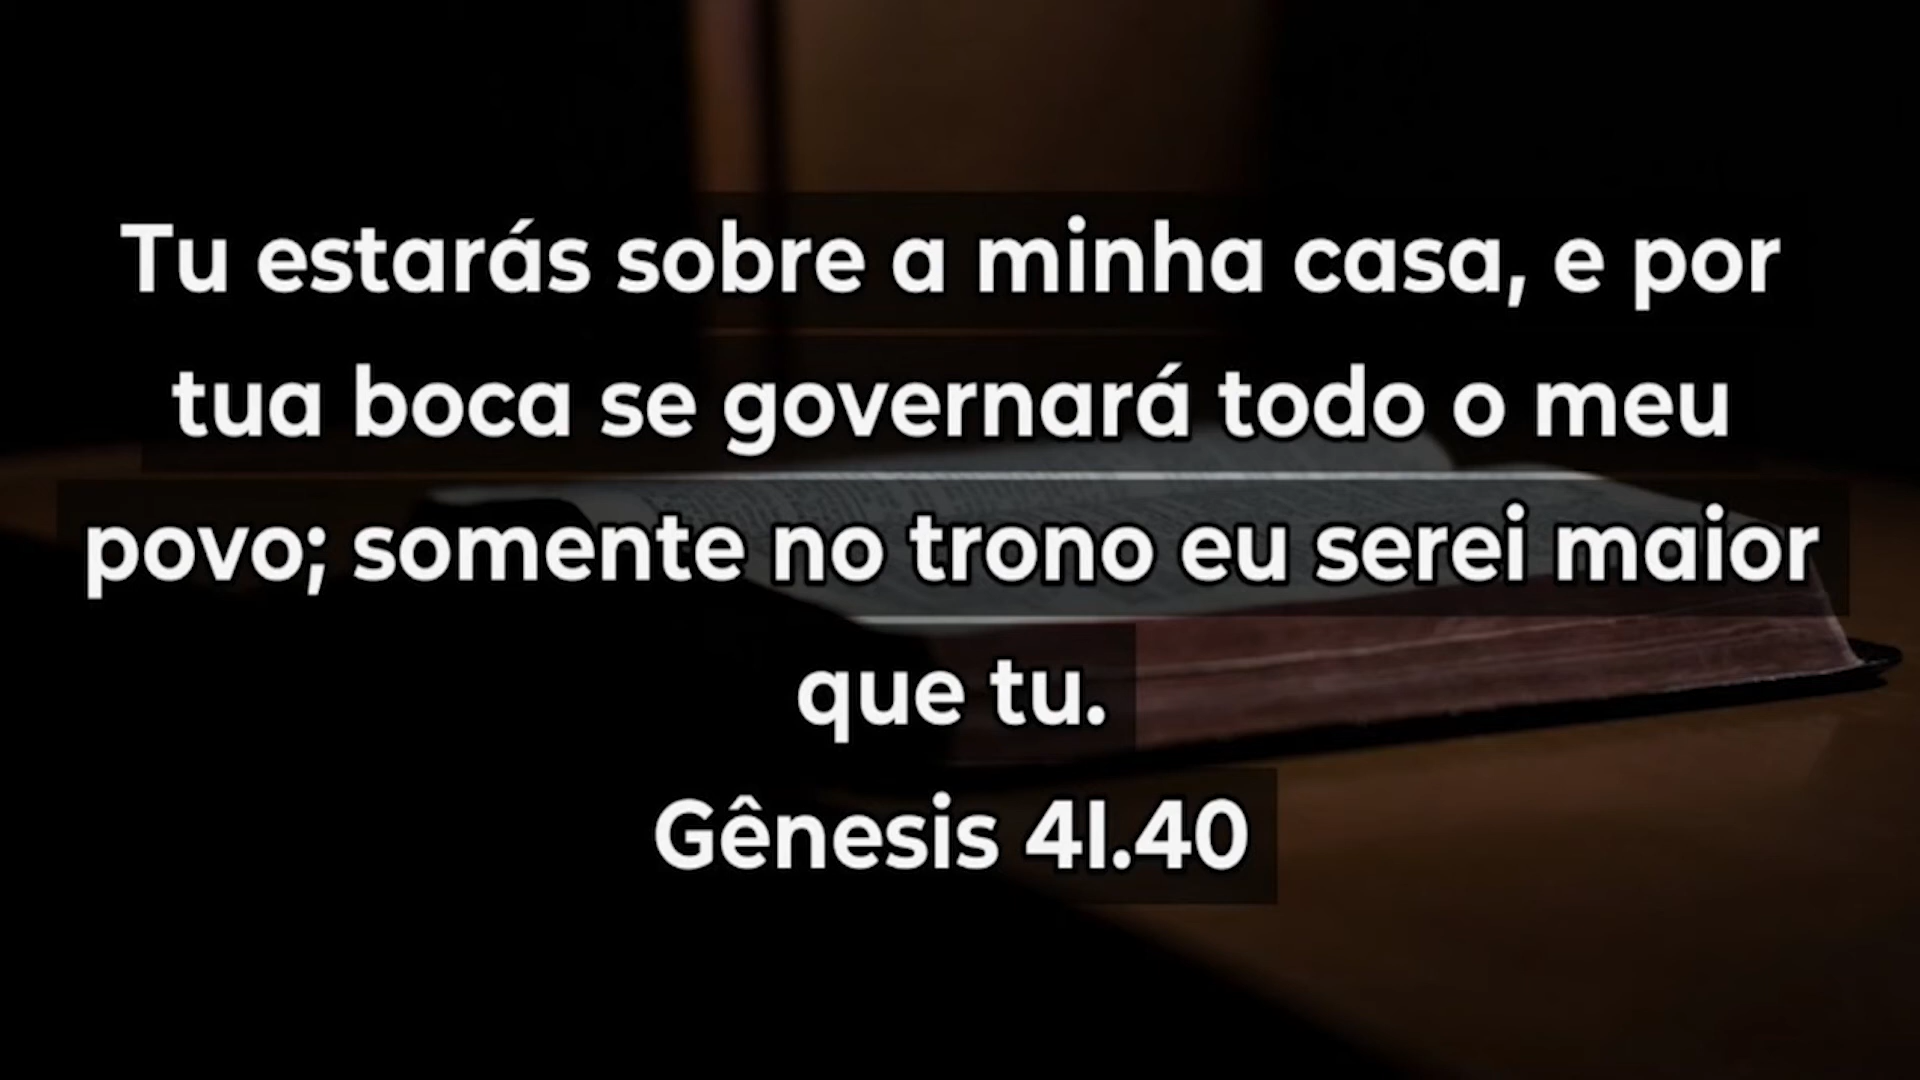 Tu estarás sobre a minha casa, e por
tua boca se governará todo o meu
povo; somente no trono eu serei maior
que tu.
Gênesis 41.40